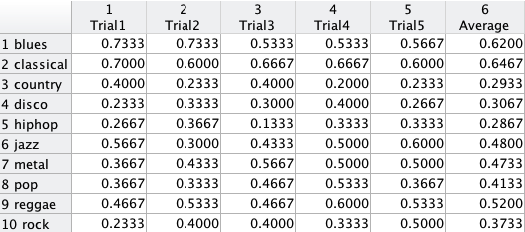 1 2 3 4 5 6
Trial1 Trial2 Trial3 Trial4 Trial5 Average
1 blues 0.7333 0.7333 0.5333 0.5333 0.5667 0.6200
2 classical 0.7000 0.6000 0.6667 0.6667 0.6000 0.6467
3 country 0.4000 0.2333 0.4000 0.2000 0.2333 0.2933
4 disco 0.2333 0.3333 0.3000 0.4000 0.2667 0.3067
5 hiphop 0.2667 0.3667 0.1333 0.3333 0.3333 0.2867
6 jazz 0.5667 0.3000 0.4333 0.5000 0.6000 0.4800
7 metal 0.3667 0.4333 0.5667 0.5000 0.5000 0.4733
8 pop 0.3667 0.3333 0.4667 0.5333 0.3667 0.4133
9 reggae 0.4667 0.5333 0.4667 0.6000 0.5333 0.5200
10 rock 0.2333 0.4000 0.4000 0.3333 0.5000 0.3733